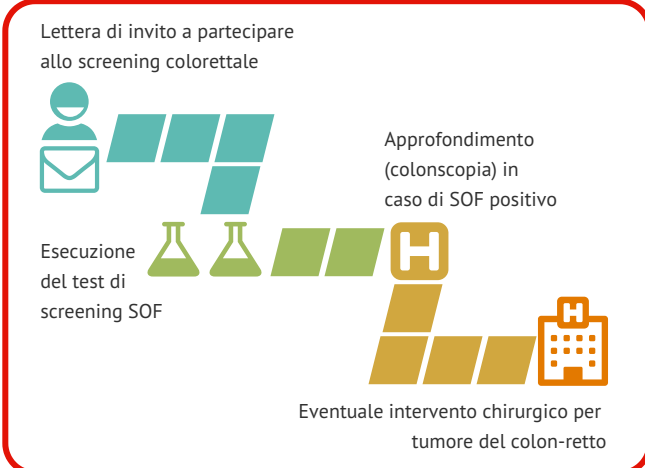 Lettera di invito a partecipare
allo screening colorettale
Approfondimento
(colonscopia) in
caso di SOF positivo
H
Esecuzione
del test di
screening SOF
H
Eventuale intervento chirurgico per
tumore del colon-retto